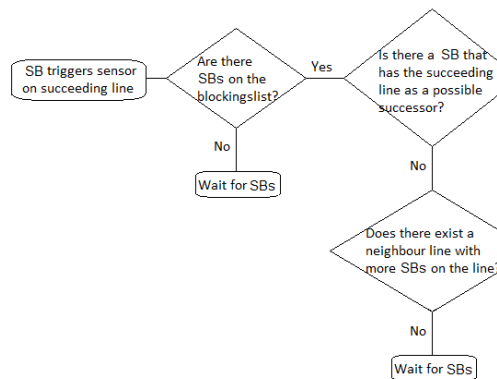 SB triggers sensor
on succeeding line
Are there
SBs on the
blockingslist?
Yes
Is there a SB that
has the succeeding
line as a possible
successor?
No
Wait for SBs
No
Does there exist a
neighbour line with
more SBs on the line?
No
Wait for SBs